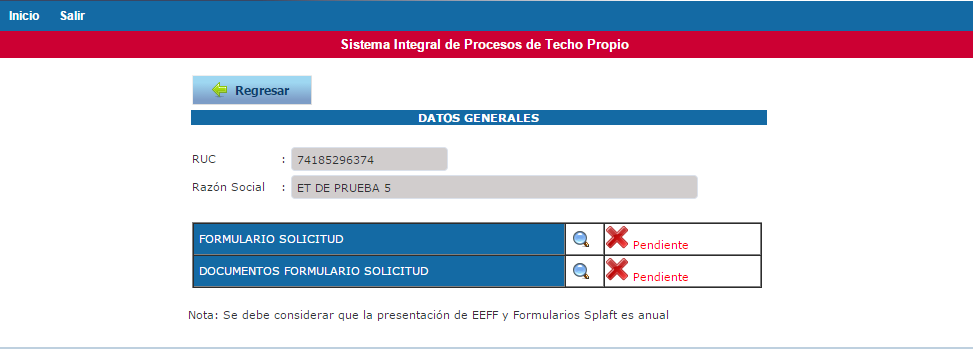 Inicio Salir
Sistema Integral de Procesos de Techo Propio
Regresar
DATOS GENERALES
RUC : 74185296374
Razón Social : ET DE PRUEBA 5
FORMULARIO SOLICITUD Pendiente
DOCUMENTOS FORMULARIO SOLICITUD Pendiente
Nota: Se debe considerar que la presentación de EEFF y Formularios Splaft es anual